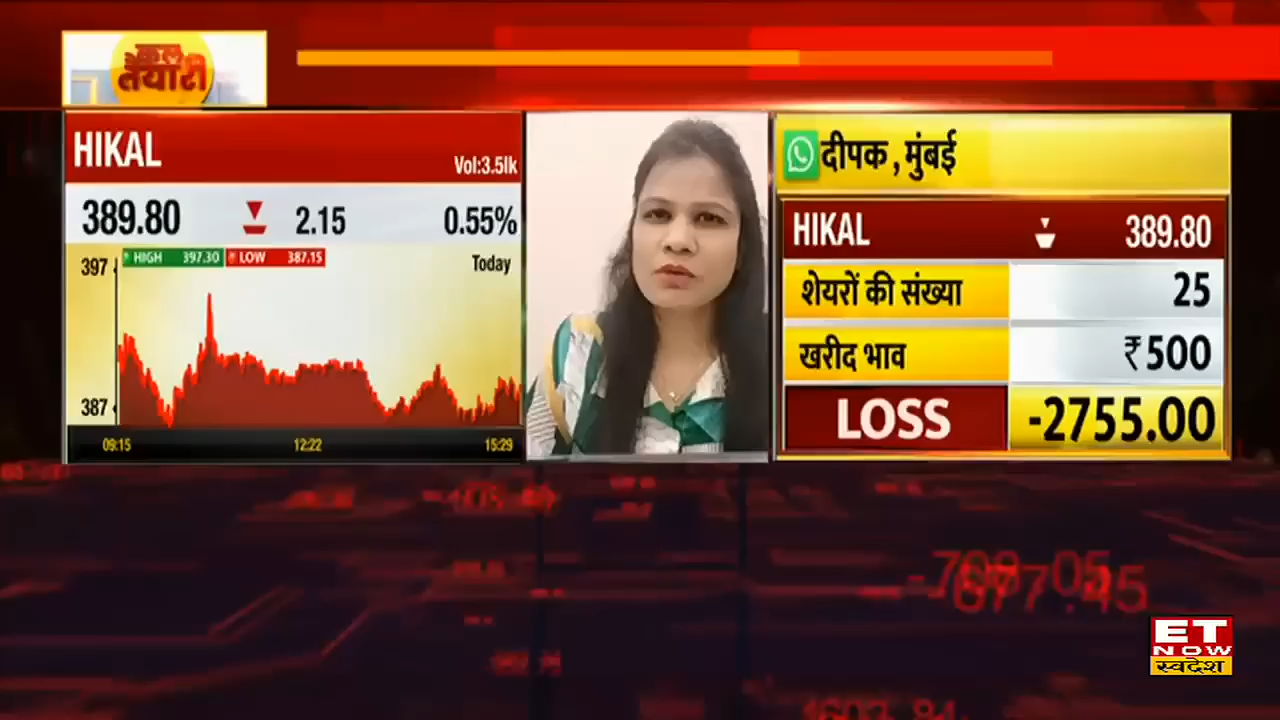 कल
तैयारी
HIKAL
Vol:3.5lk
389.80 2.15 0.55%
HIGH 397.30 LOW 387.15
Today
397
387
09:15 12:22 15:29
दीपक , मुंबई
HIKAL 389.80
शेयरों की संख्या 25
खरीद भाव ₹500
LOSS -2755.00
ET
NOW
स्वदेश